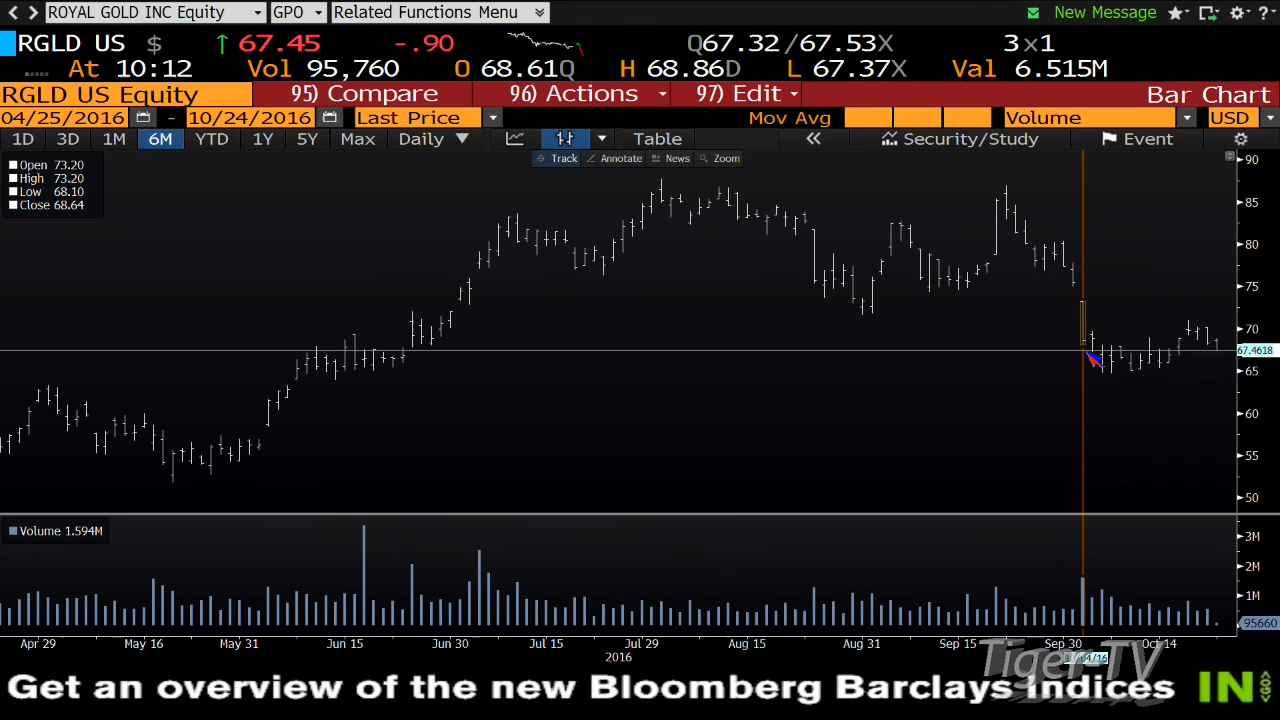 ROYAL GOLD INC Equity GPO Related Functions Menu New Message
RGLD US $ ↑ 67.45 -.90 Q67.32/67.53X 3x1
At 10:12 Vol 95,760 O 68.61Q H 68.86D L 67.37X Val 6.515M
RGLD US Equity 95) Compare 96) Actions 97) Edit Bar Chart
04/25/2016 - 10/24/2016 Last Price Mov Avg Volume USD
1D 3D 1M 6M YTD 1Y 5Y Max Daily Table Security/Study Event
Track Annotate News Zoom
Open 73.20
High 73.20
Low 68.10
Close 68.64
90
85
80
75
70
67.4618
65
60
55
50
Volume 1.594M
3M
2M
1M
95660
Apr 29 May 16 May 31 Jun 15 Jun 30 Jul 15 Jul 29 Aug 15 Aug 31 Sep 15 Sep 30 Oct 14
2016
Tiger-TV
Get an overview of the new Bloomberg Barclays Indices IN GO